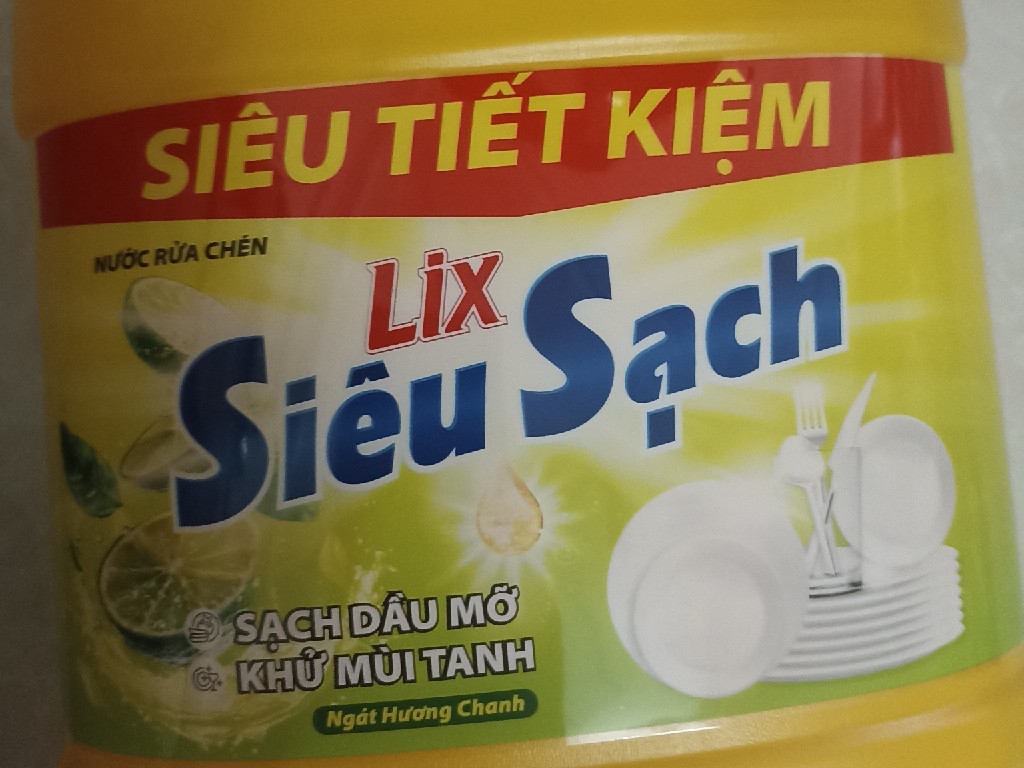 SIÊU TIẾT KIỆM
NƯỚC RỬA CHÉN
Lix
Siêu Sạch
SẠCH DẦU MỠ
KHỬ MÙI TANH
Ngát Hương Chanh